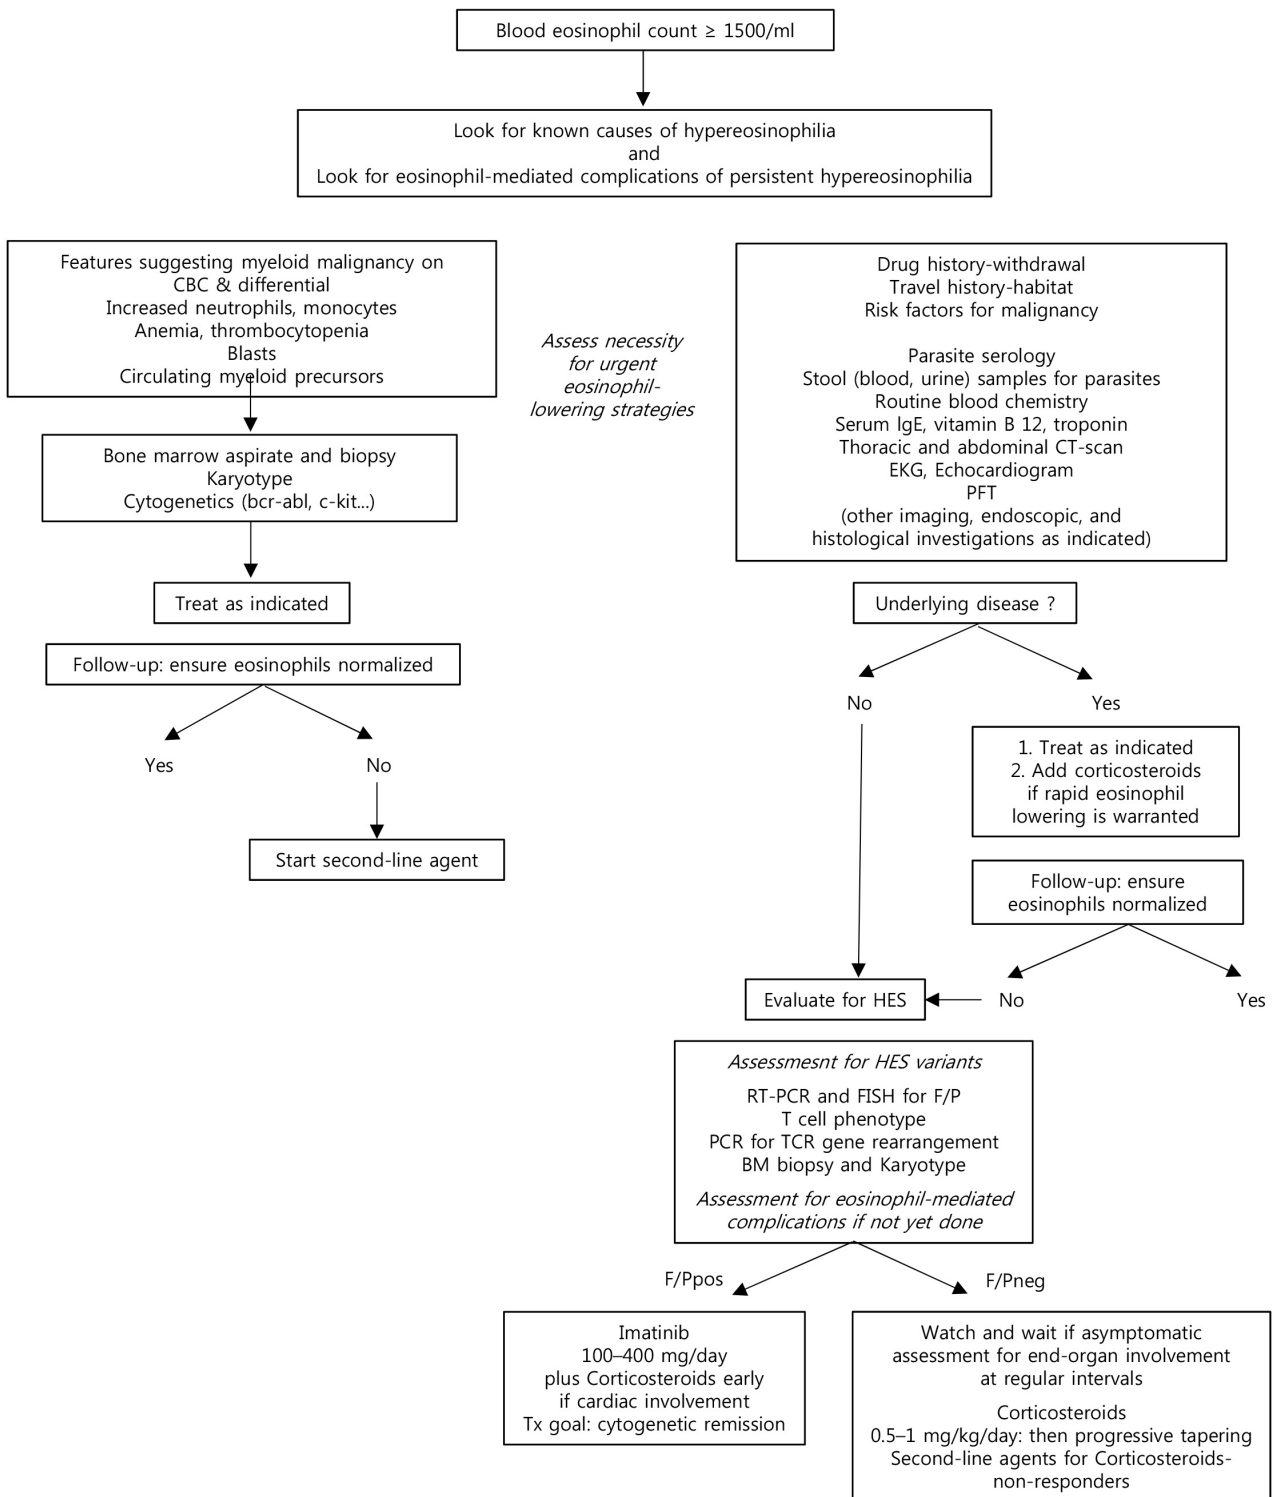 Blood eosinophil count ≥ 1500/ml
Look for known causes of hypereosinophilia
and
Look for eosinophil-mediated complications of persistent hypereosinophilia
Features suggesting myeloid malignancy on
CBC & differential
Increased neutrophils, monocytes
Anemia, thrombocytopenia
Blasts
Circulating myeloid precursors
Assess necessity
for urgent
eosinophil-
lowering strategies
Drug history-withdrawal
Travel history-habitat
Risk factors for malignancy
Parasite serology
Stool (blood, urine) samples for parasites
Routine blood chemistry
Serum IgE, vitamin B 12, troponin
Thoracic and abdominal CT-scan
EKG, Echocardiogram
PFT
(other imaging, endoscopic, and
histological investigations as indicated)
Bone marrow aspirate and biopsy
Karyotype
Cytogenetics (bcr-abl, c-kit...)
Treat as indicated
Follow-up: ensure eosinophils normalized
Yes
No
Start second-line agent
Underlying disease ?
No
Yes
1. Treat as indicated
2. Add corticosteroids
if rapid eosinophil
lowering is warranted
Follow-up: ensure
eosinophils normalized
Evaluate for HES
No
Yes
Assessmesnt for HES variants
RT-PCR and FISH for F/P
T cell phenotype
PCR for TCR gene rearrangement
BM biopsy and Karyotype
Assessment for eosinophil-mediated
complications if not yet done
F/Ppos
F/Pneg
Imatinib
100–400 mg/day
plus Corticosteroids early
if cardiac involvement
Tx goal: cytogenetic remission
Watch and wait if asymptomatic
assessment for end-organ involvement
at regular intervals
Corticosteroids
0.5–1 mg/kg/day: then progressive tapering
Second-line agents for Corticosteroids-
non-responders